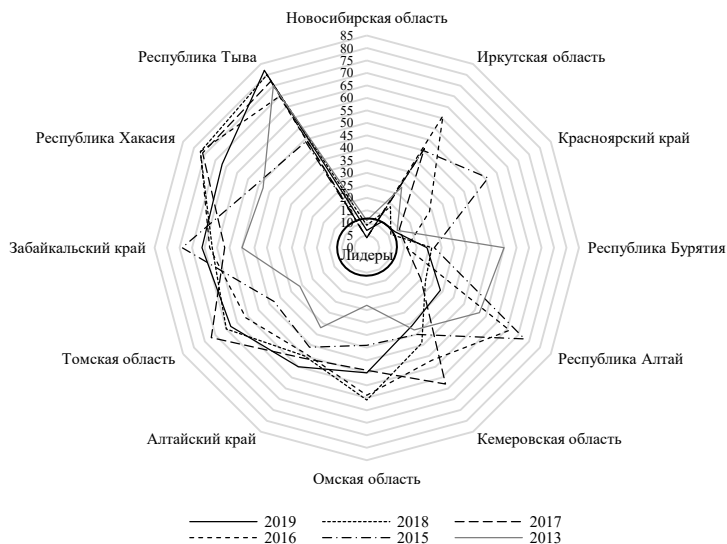 Новосибирская область
Иркутская область
Красноярский край
Республика Бурятия
Республика Алтай
Кемеровская область
Омская область
Алтайский край
Томская область
Забайкальский край
Республика Хакасия
Республика Тыва
85
80
75
70
65
60
55
50
45
40
35
30
25
20
15
10
5
0
Лидеры
2019 2018 2017
2016 2015 2013